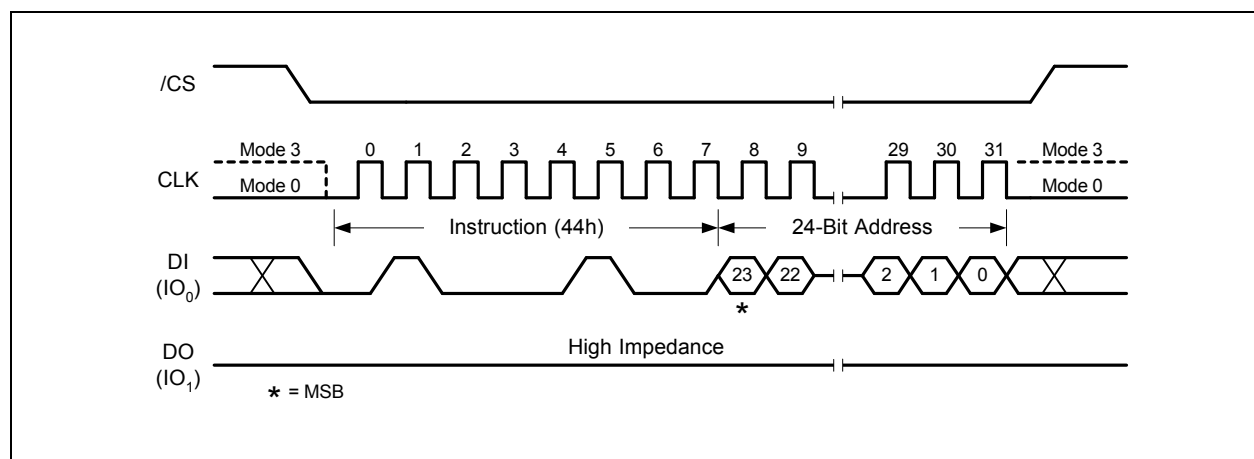 /CS
Mode 3 0 1 2 3 4 5 6 7 8 9 29 30 31 Mode 3
CLK
Mode 0 Mode 0
Instruction (44h) 24-Bit Address
DI
(IO0)
23 22 2 1 0
*
High Impedance
DO
(IO1)
* = MSB